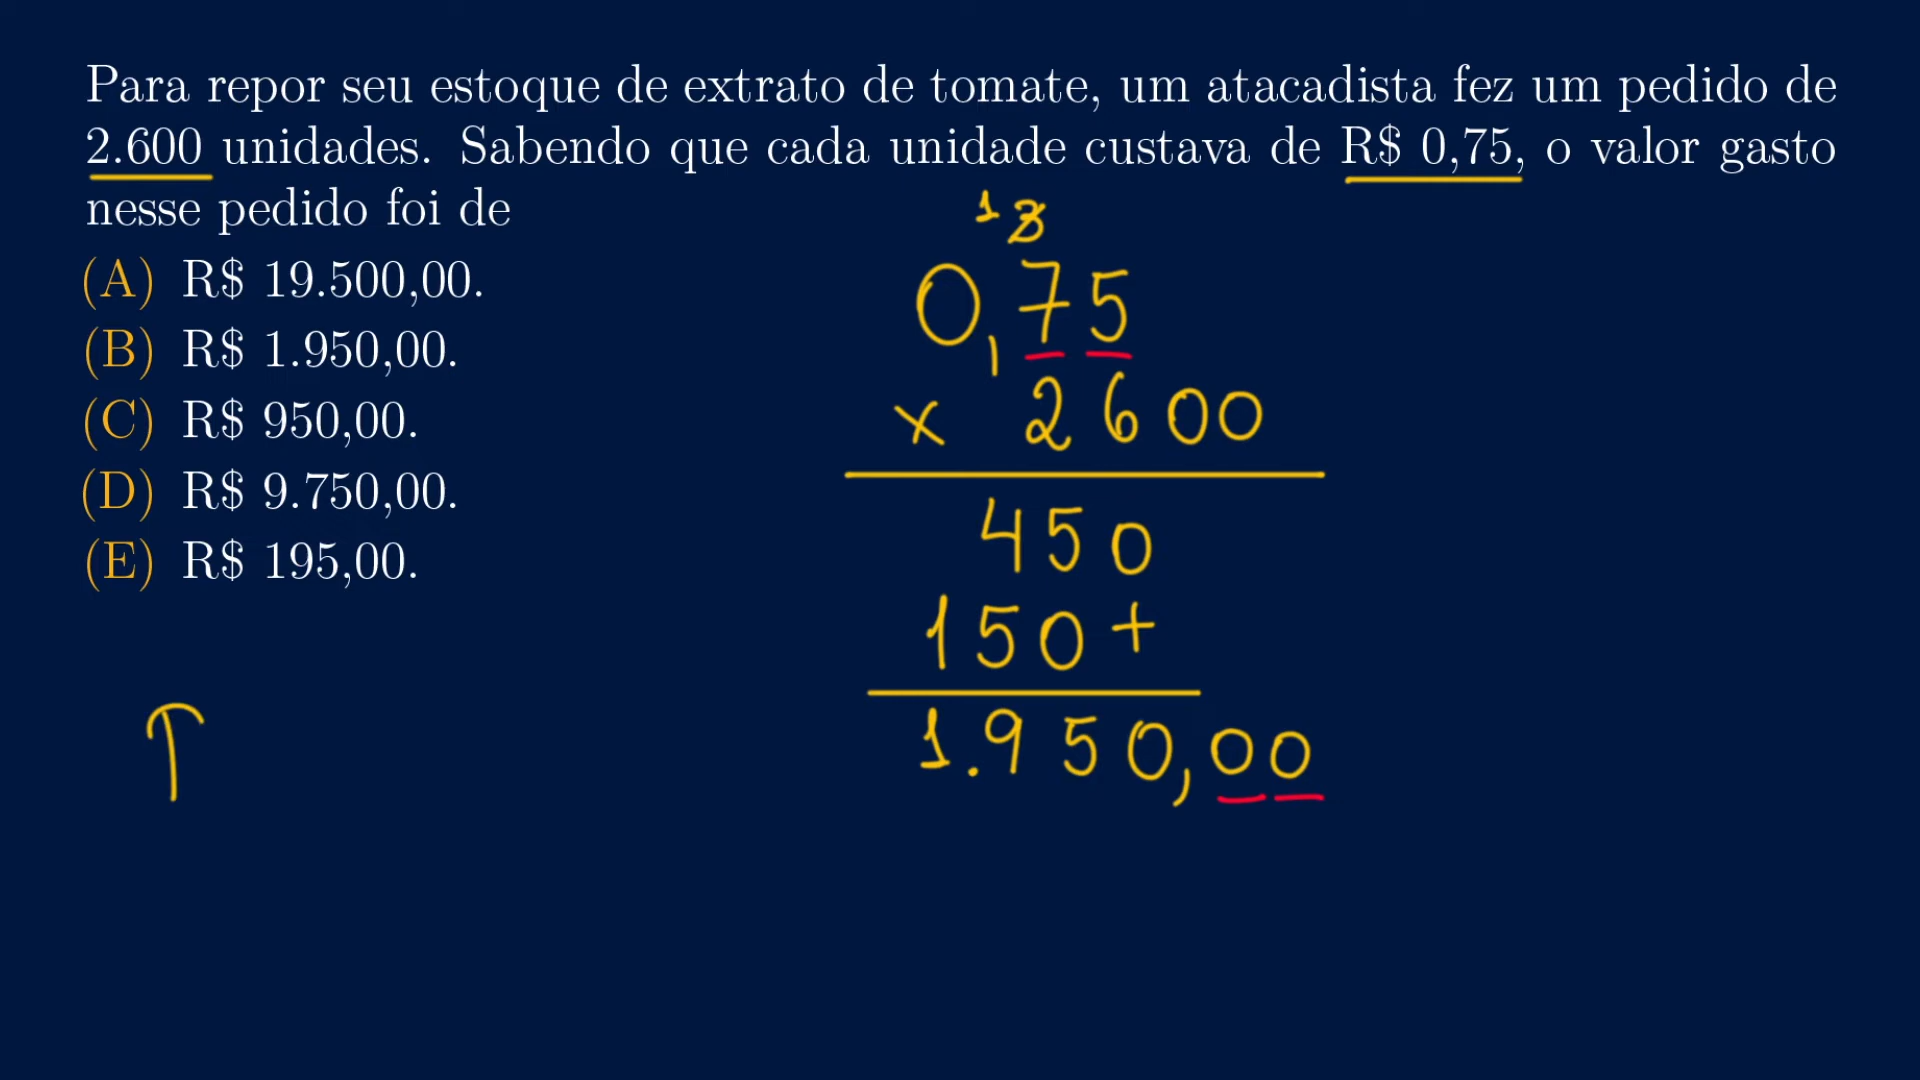 Para repor seu estoque de extrato de tomate, um atacadista fez um pedido de
2.600 unidades. Sabendo que cada unidade custava de R$ 0,75, o valor gasto
nesse pedido foi de
(A) R$ 19.500,00.
(B) R$ 1.950,00.
(C) R$ 950,00.
(D) R$ 9.750,00.
(E) R$ 195,00.
1 3
0,75
x 2600
450
150+
1.950,00